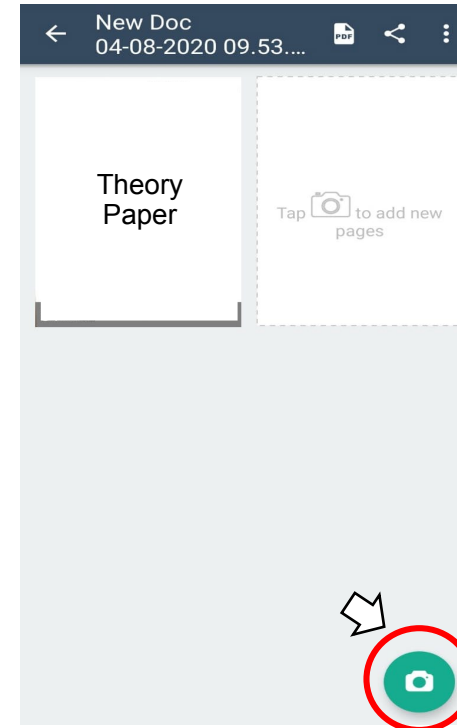 New Doc
04-08-2020 09.53....
PDF
Theory
Paper
Tap to add new
pages